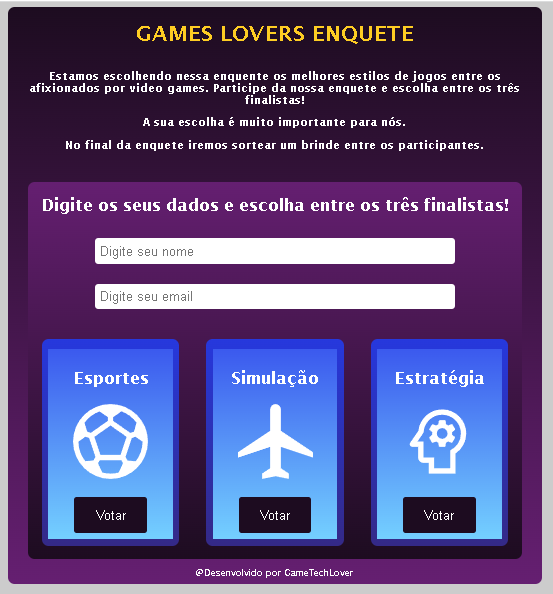 GAMES LOVERS ENQUETE
Estamos escolhendo nessa enquente os melhores estilos de jogos entre os
afixionados por video games. Participe da nossa enquete e escolha entre os três
finalistas!
A sua escolha é muito importante para nós.
No final da enquete iremos sortear um brinde entre os participantes.
Digite os seus dados e escolha entre os três finalistas!
Digite seu nome
Digite seu email
Esportes
Simulação
Estratégia
Votar
Votar
Votar
@Desenvolvido por GameTechLover